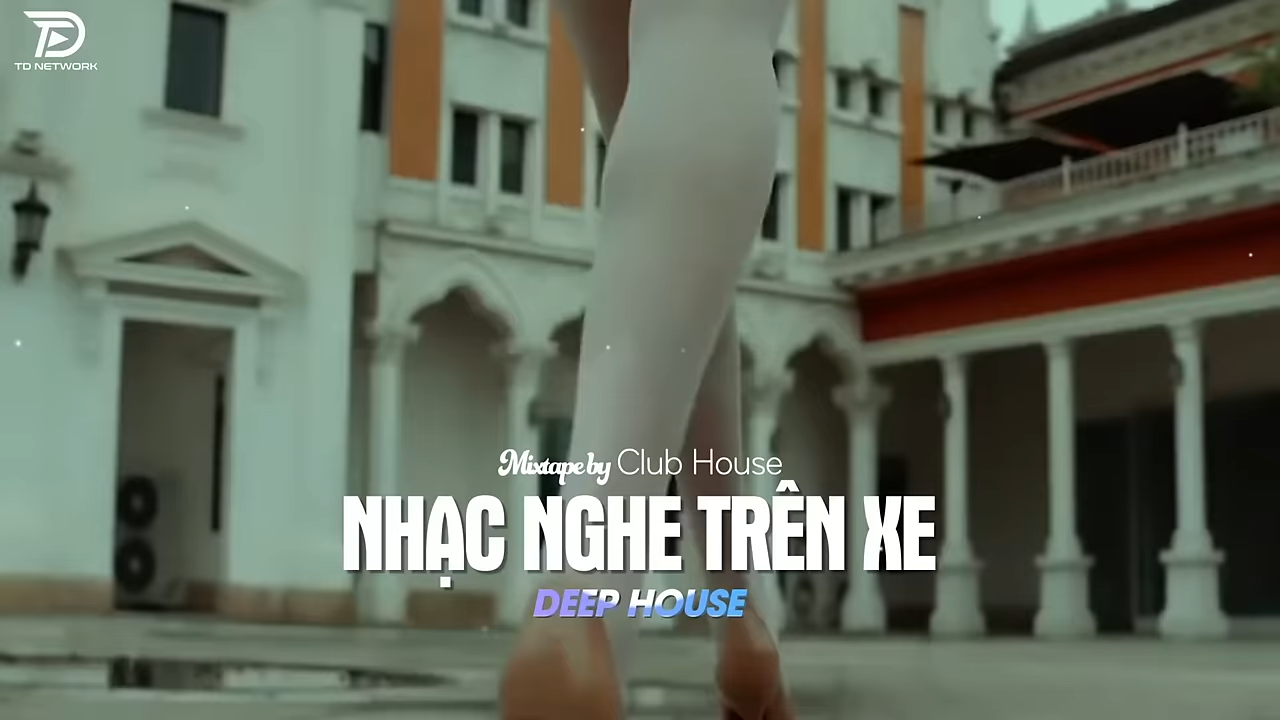 TD NETWORK
Mixtape by Club House
NHẠC NGHE TRÊN XE
DEEP HOUSE